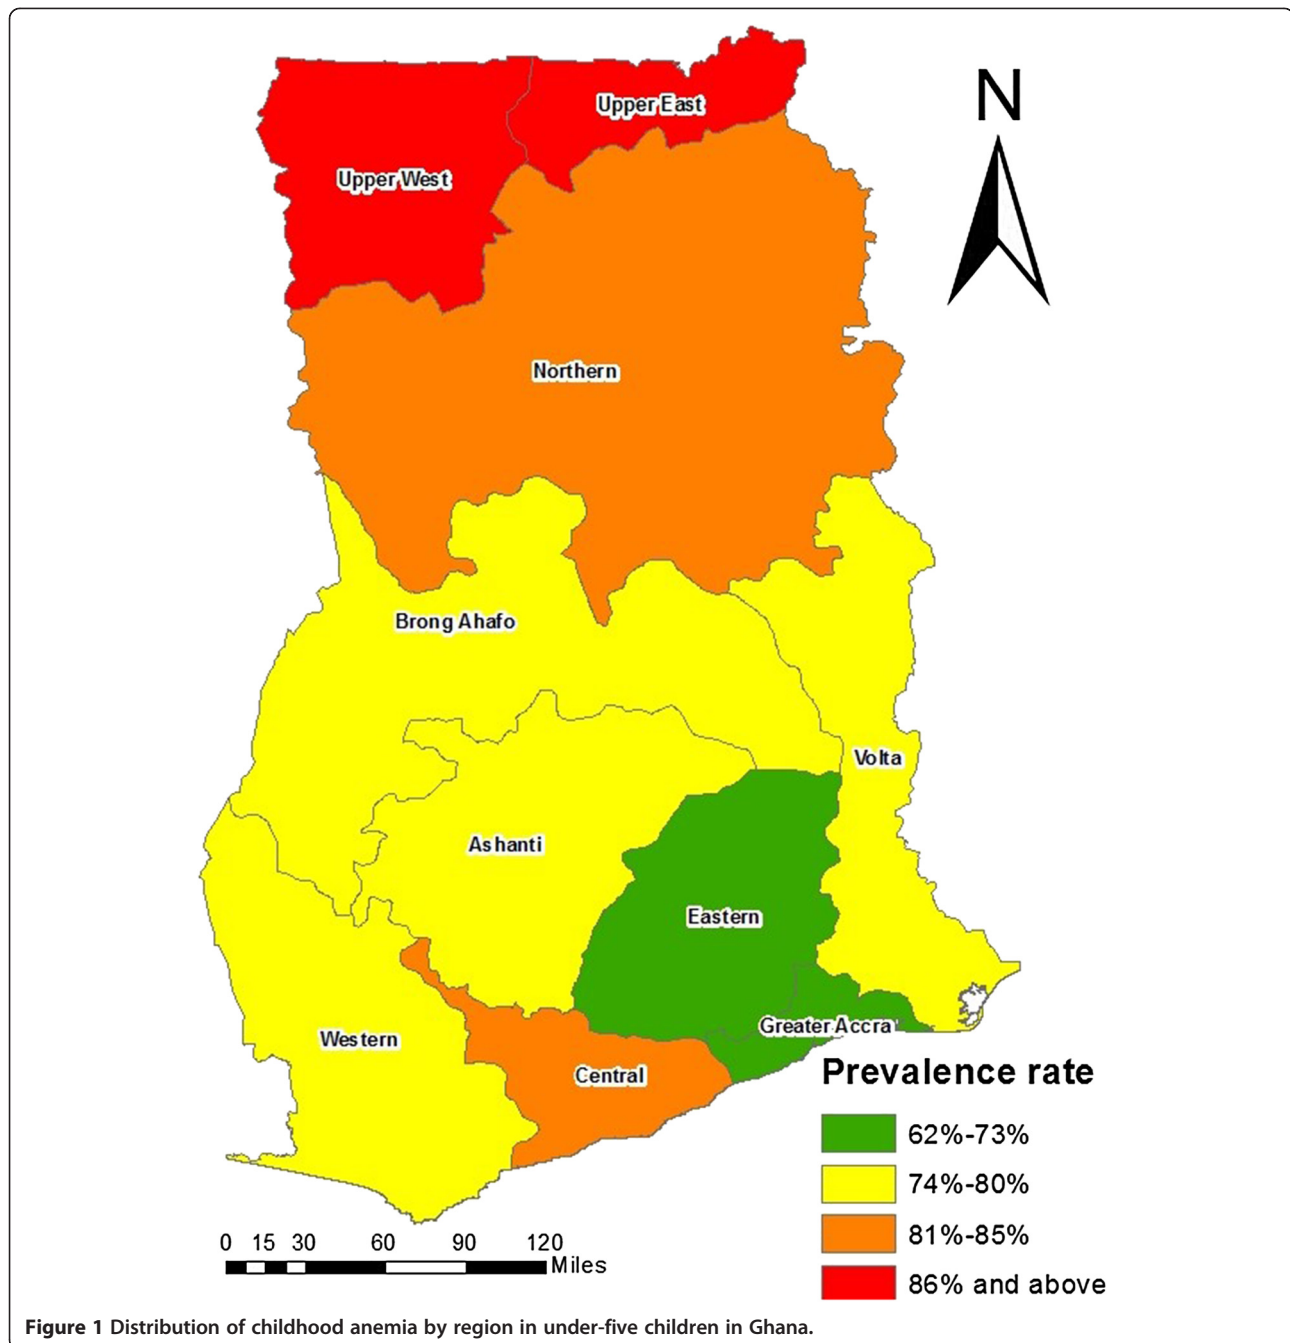 N
Upper East
Upper West
Northern
Brong Ahafo
Volta
Ashanti
Eastern
Greater Accra
Western
Central
Prevalence rate
62%-73%
74%-80%
81%-85%
86% and above
0 15 30 60 90 120
Miles
Figure 1 Distribution of childhood anemia by region in under-five children in Ghana.